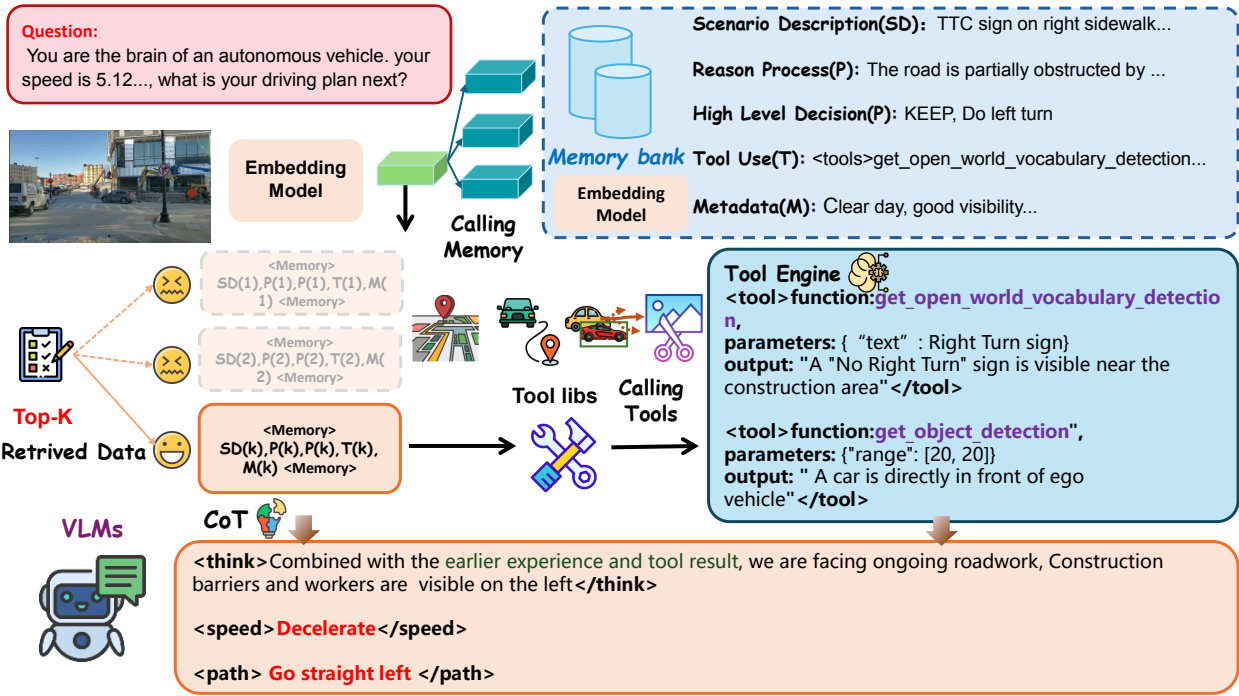 Question:
You are the brain of an autonomous vehicle. your
speed is 5.12..., what is your driving plan next?
Embedding
Model
Calling
Memory
Scenario Description(SD): TTC sign on right sidewalk...
Reason Process(P): The road is partially obstructed by ...
High Level Decision(P): KEEP, Do left turn
Memory bank
Tool Use(T): <tools>get_open_world_vocabulary_detection...
Embedding
Model
Metadata(M): Clear day, good visibility...
<Memory>
SD(1),P(1),P(1),T(1),M(
1) <Memory>
<Memory>
SD(2),P(2),P(2),T(2),M(
2) <Memory>
Top-K
Retrived Data
<Memory>
SD(k),P(k),P(k),T(k),
M(k) <Memory>
Tool libs
Calling
Tools
Tool Engine
<tool>function:get_open_world_vocabulary_detectio
n,
parameters: { “text” : Right Turn sign}
output: "A "No Right Turn" sign is visible near the
construction area"</tool>
<tool>function:get_object_detection",
parameters: {"range": [20, 20]}
output: " A car is directly in front of ego
vehicle"</tool>
VLMs
CoT
<think>Combined with the earlier experience and tool result, we are facing ongoing roadwork, Construction
barriers and workers are visible on the left</think>
<speed>Decelerate</speed>
<path> Go straight left </path>